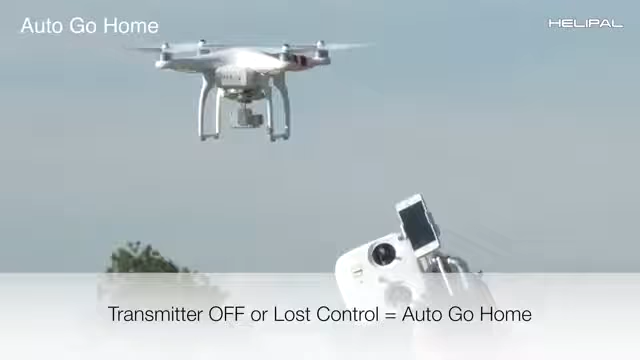 Auto Go Home
HELIPAL
Transmitter OFF or Lost Control = Auto Go Home